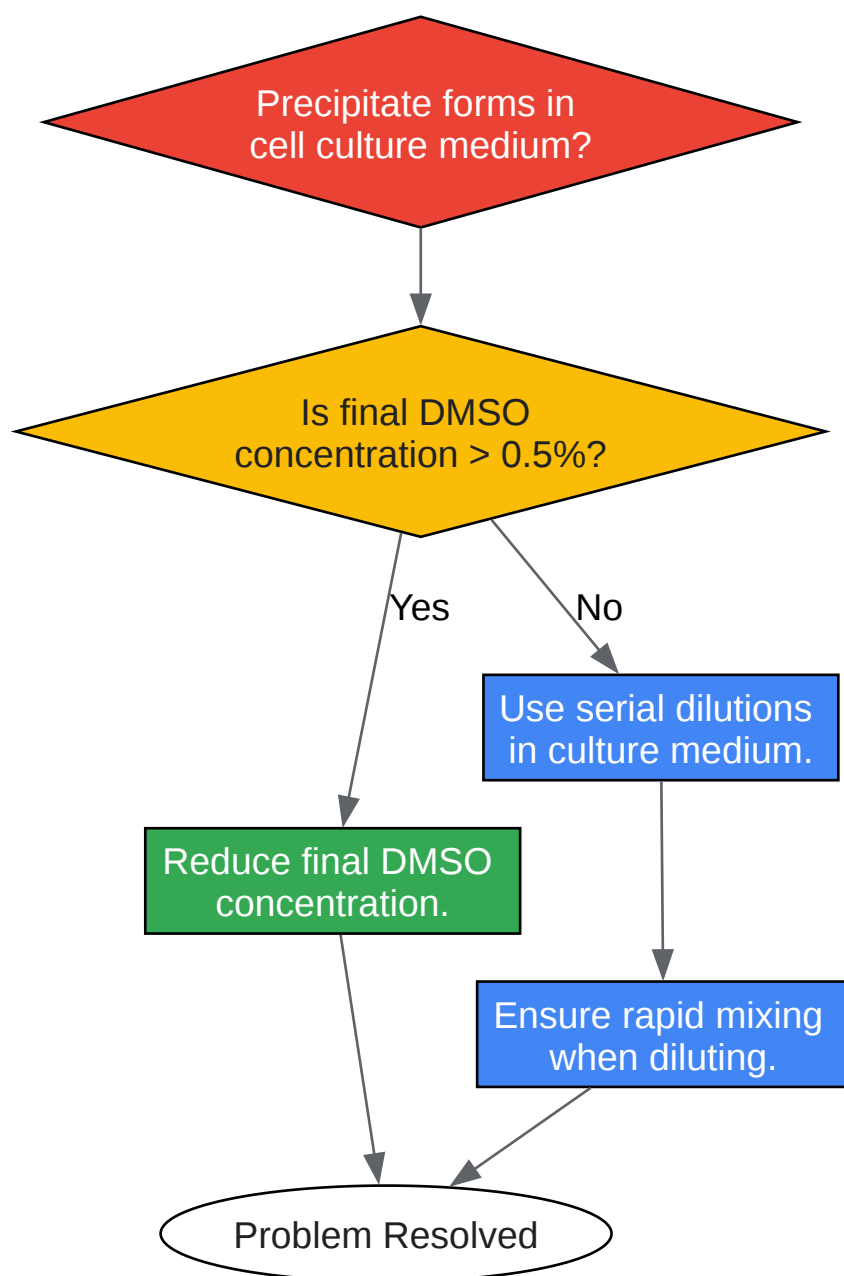 Precipitate forms in
cell culture medium?
Is final DMSO
concentration > 0.5%?
Yes
No
Use serial dilutions
in culture medium.
Reduce final DMSO
concentration.
Ensure rapid mixing
when diluting.
Problem Resolved